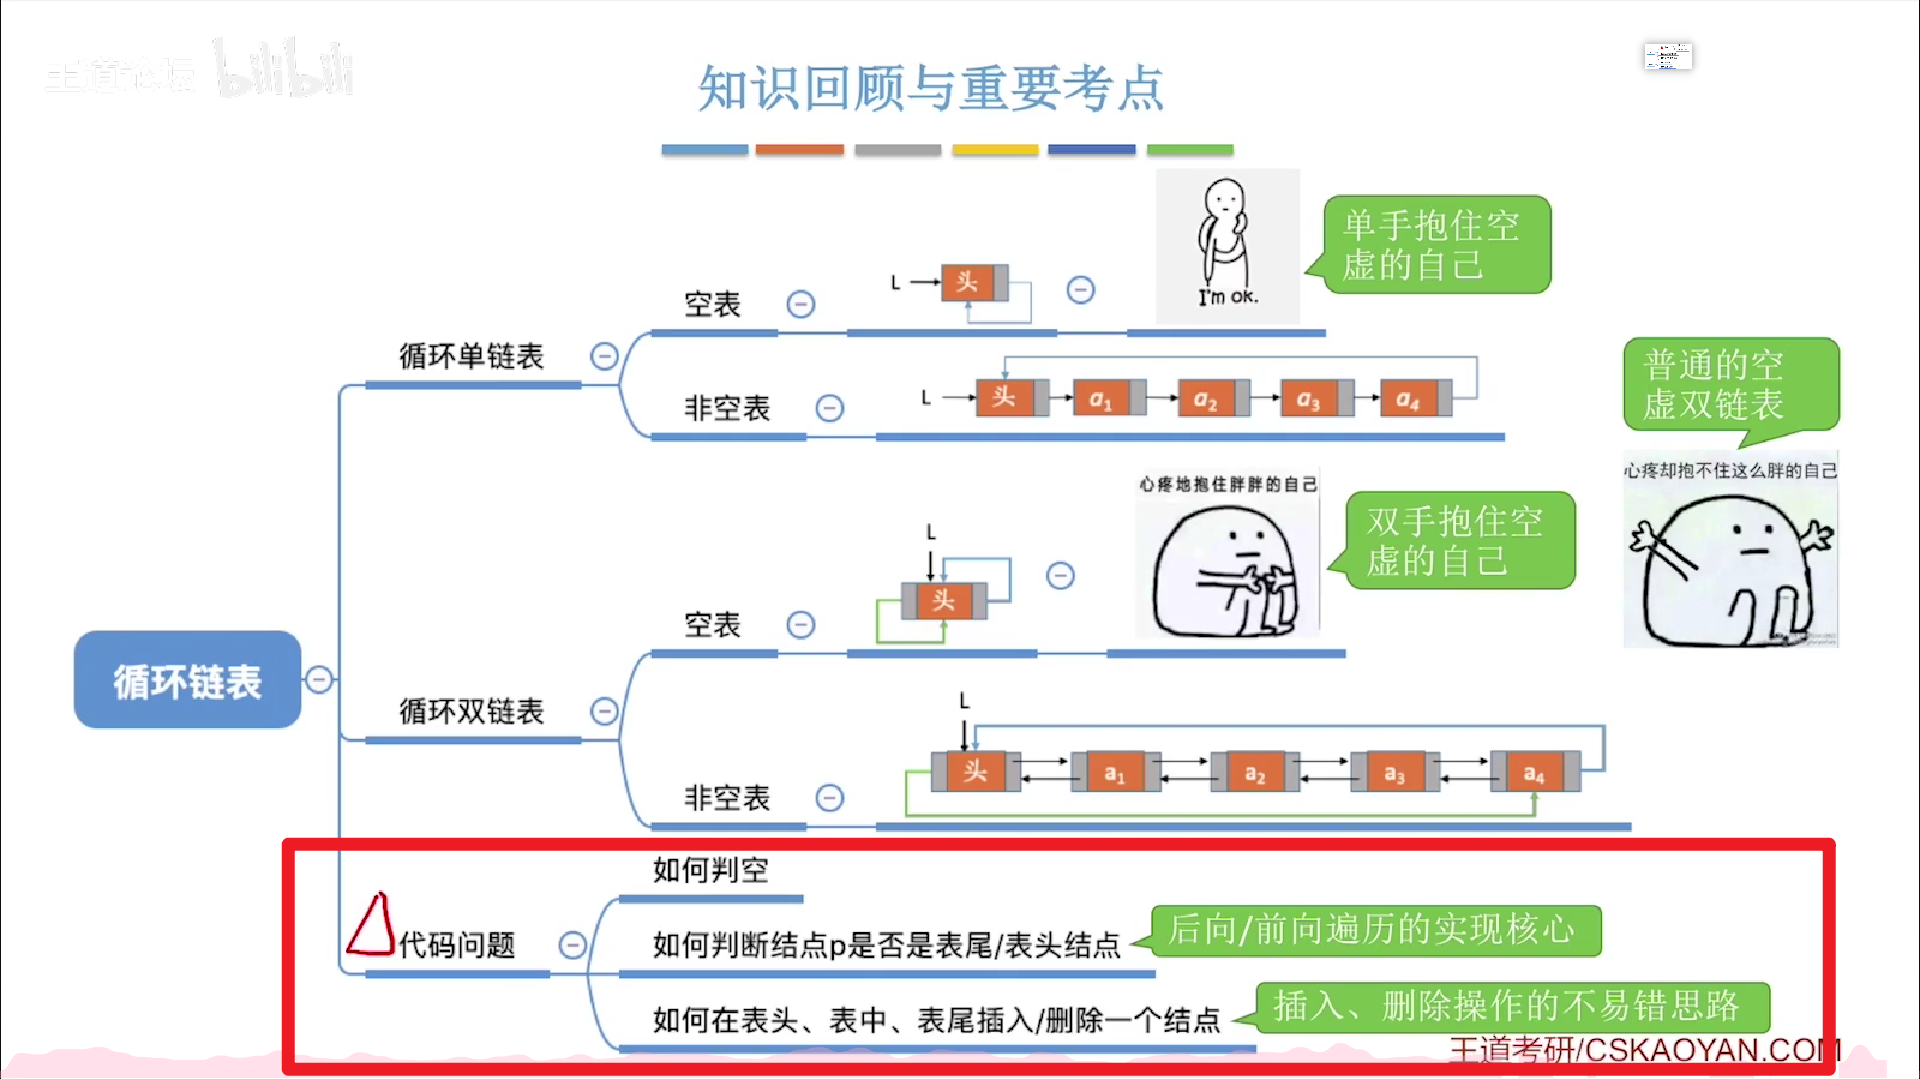 王道论坛 bilibili
知识回顾与重要考点
单手抱住空
虚的自己
I'm ok.
L 头
空表
循环单链表
非空表
L 头 a1 a2 a3 a4
普通的空
虚双链表
心疼却抱不住这么胖的自己
心疼地抱住胖胖的自己
双手抱住空
虚的自己
L
头
空表
循环链表
循环双链表
L
头 a1 a2 a3 a4
非空表
如何判空
代码问题
如何判断结点p是否是表尾/表头结点
后向/前向遍历的实现核心
如何在表头、表中、表尾插入/删除一个结点
插入、删除操作的不易错思路
王道考研/CSKAOYAN.COM